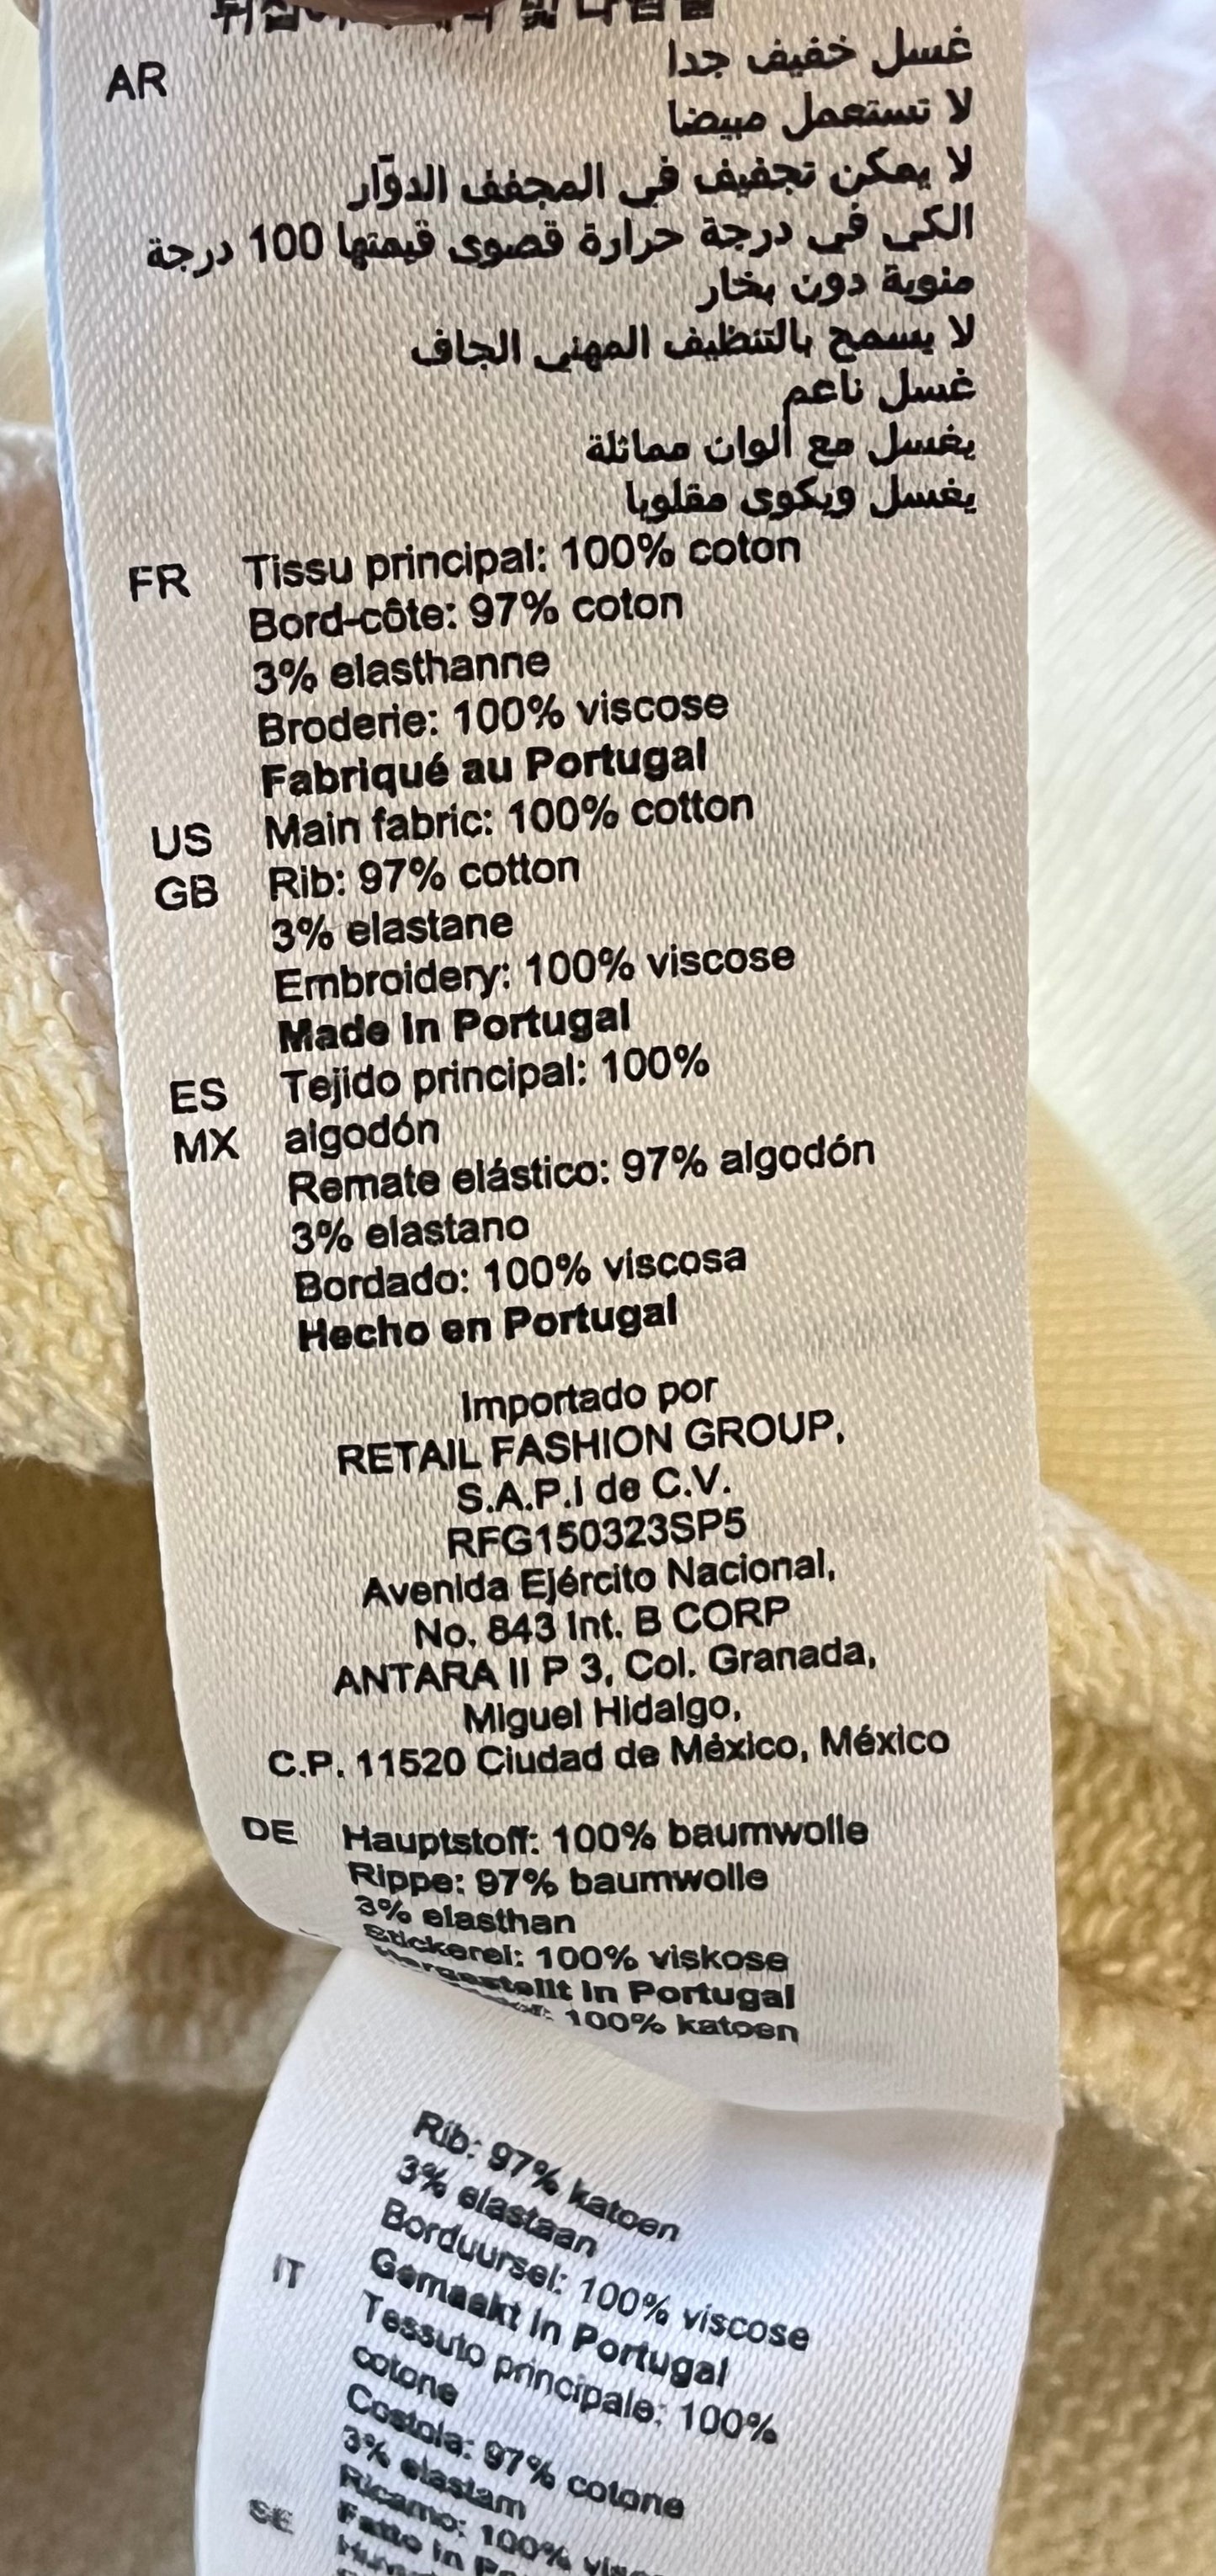 AR غسل خفيف جدا
لا تستعمل مبيضا
لا يمكن تجفيف في المجفف الدوّار
الكي في درجة حرارة قصوى قيمتها 100 درجة
منوية دون بخار
لا يسمح بالتنظيف المهني الجاف
غسل ناعم
يغسل مع ألوان مماثلة
يغسل ويكوى مقلوبا
FR Tissu principal: 100% coton
Bord-côte: 97% coton
3% elasthanne
Broderie: 100% viscose
Fabriqué au Portugal
US Main fabric: 100% cotton
GB Rib: 97% cotton
3% elastane
Embroidery: 100% viscose
Made in Portugal
ES Tejido principal: 100%
MX algodón
Remate elástico: 97% algodón
3% elastano
Bordado: 100% viscosa
Hecho en Portugal
Importado por
RETAIL FASHION GROUP,
S.A.P.I de C.V.
RFG150323SP5
Avenida Ejército Nacional,
No. 843 Int. B CORP
ANTARA II P 3, Col. Granada,
Miguel Hidalgo,
C.P. 11520 Ciudad de México, México
DE Hauptstoff: 100% baumwolle
Rippe: 97% baumwolle
3% elasthan
Stickerei: 100% viskose
Hergestellt in Portugal
100% katoen
Rib: 97% katoen
3% elastaan
Borduursel: 100% viscose
Gemaakt in Portugal
IT Tessuto principale: 100%
cotone
Costola: 97% cotone
3% elastam
Ricamo: 100%
SE Fatto in